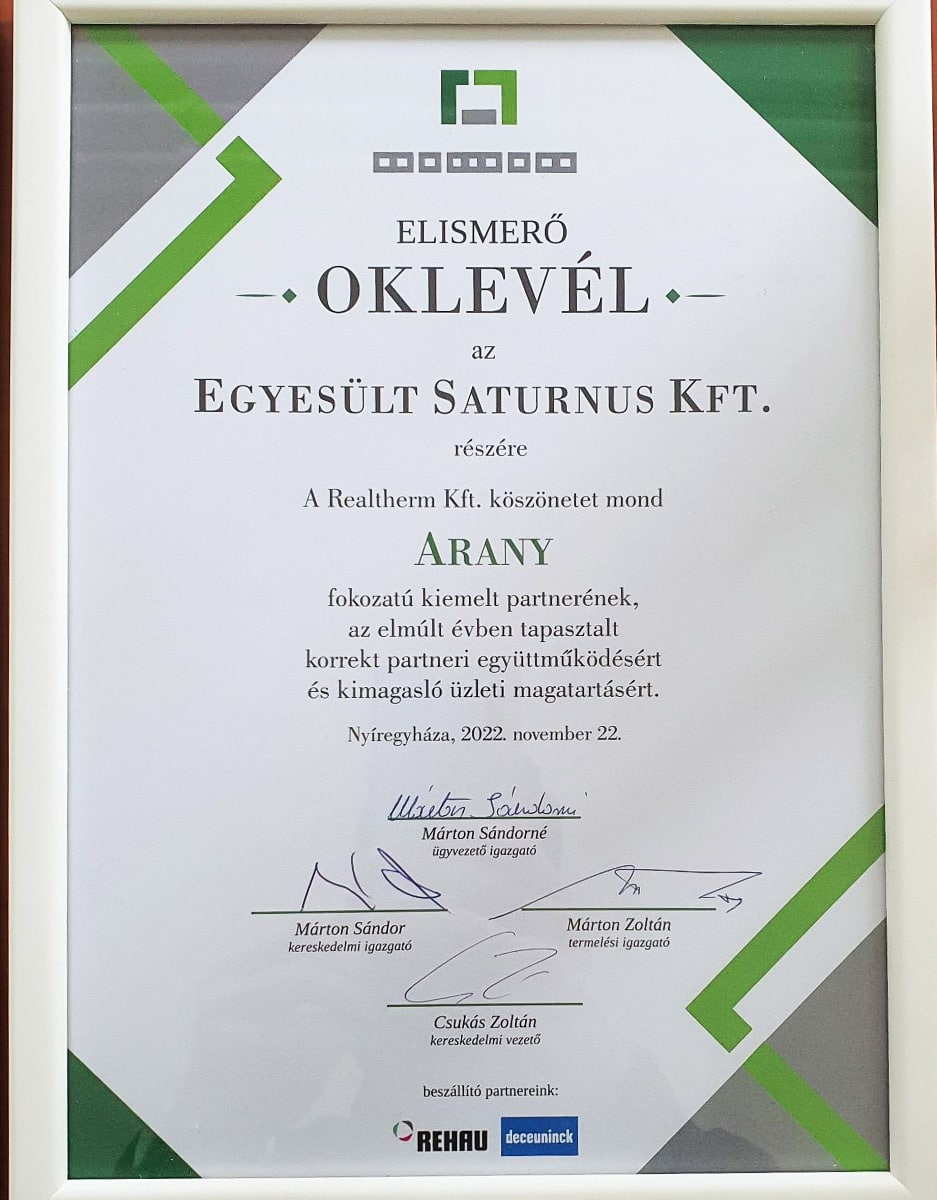 ELISMERŐ
OKLEVÉL
az
EGYESÜLT SATURNUS KFT.
részére
A Realtherm Kft. köszönetet mond
ARANY
fokozatú kiemelt partnerének,
az elmúlt évben tapasztalt
korrekt partneri együttműködésért
és kimagasló üzleti magatartásért.
Nyíregyháza, 2022. november 22.
Márton Sándorné
Márton Sándorné
ügyvezető igazgató
Márton Sándor
kereskedelmi igazgató
Márton Zoltán
termelési igazgató
Csukás Zoltán
kereskedelmi vezető
beszállító partnereink:
REHAU deceuninck